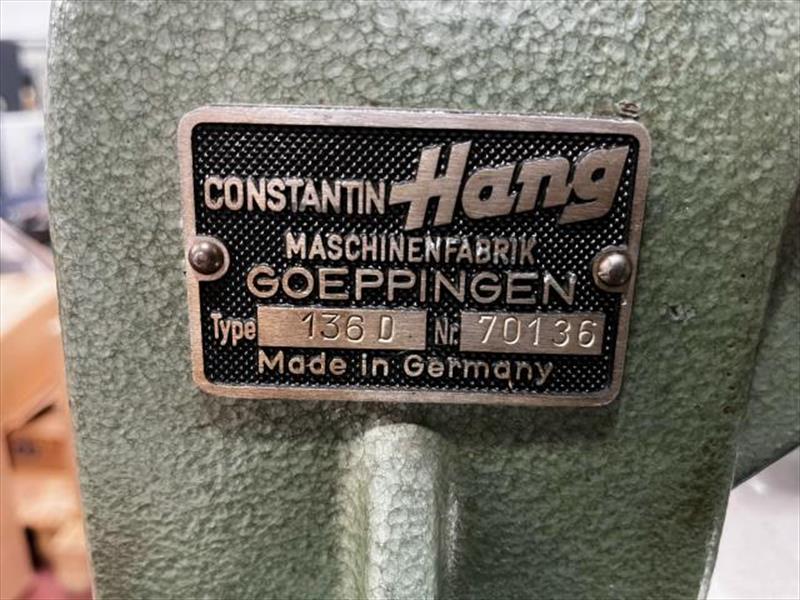 CONSTANTIN Hang
MASCHINENFABRIK
GOEPPINGEN
Type 136 D Nr. 70136
Made in Germany